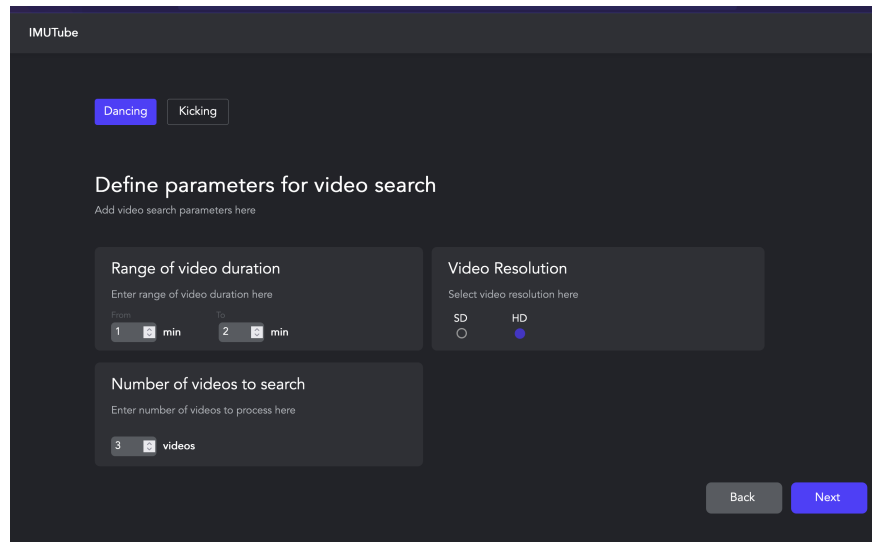 IMUTube
Dancing Kicking
Define parameters for video search
Add video search parameters here
Range of video duration
Enter range of video duration here
From To
1 min 2 min
Video Resolution
Select video resolution here
SD HD
Number of videos to search
Enter number of videos to process here
3 videos
Back Next